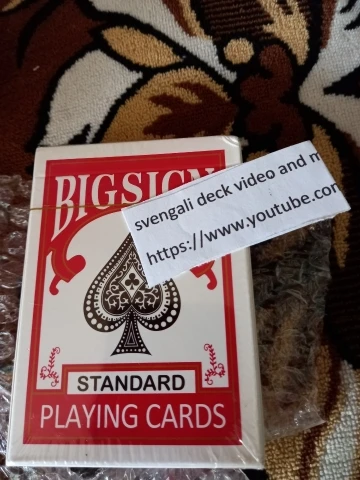 BIGSIGN
svengali deck video and m
https://www.youtube.com
STANDARD
PLAYING CARDS